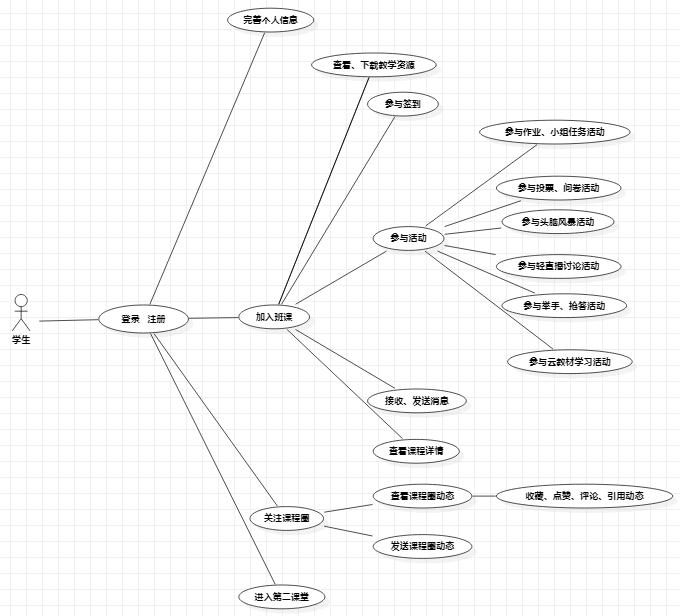 完善个人信息
查看、下载教学资源
参与签到
参与作业、小组任务活动
参与投票、问卷活动
参与头脑风暴活动
参与活动
参与轻直播讨论活动
参与举手、抢答活动
登录 注册
加入班课
学生
参与云教材学习活动
接收、发送消息
查看课程详情
查看课程圈动态
收藏、点赞、评论、引用动态
关注课程圈
发送课程圈动态
进入第二课堂